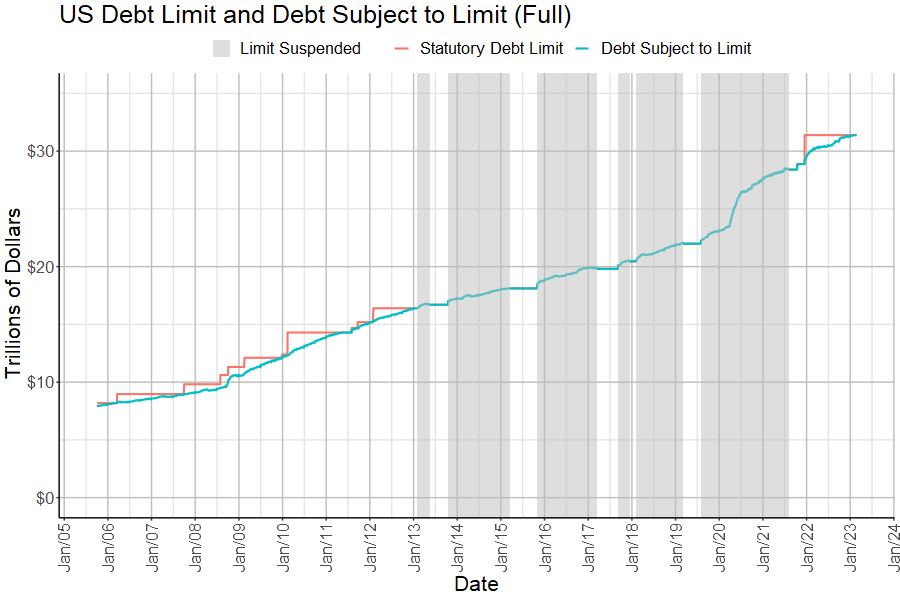 US Debt Limit and Debt Subject to Limit (Full)
Limit Suspended Statutory Debt Limit Debt Subject to Limit
Trillions of Dollars
$30
$20
$10
$0
Jan/05 Jan/06 Jan/07 Jan/08 Jan/09 Jan/10 Jan/11 Jan/12 Jan/13 Jan/14 Jan/15 Jan/16 Jan/17 Jan/18 Jan/19 Jan/20 Jan/21 Jan/22 Jan/23 Jan/24
Date